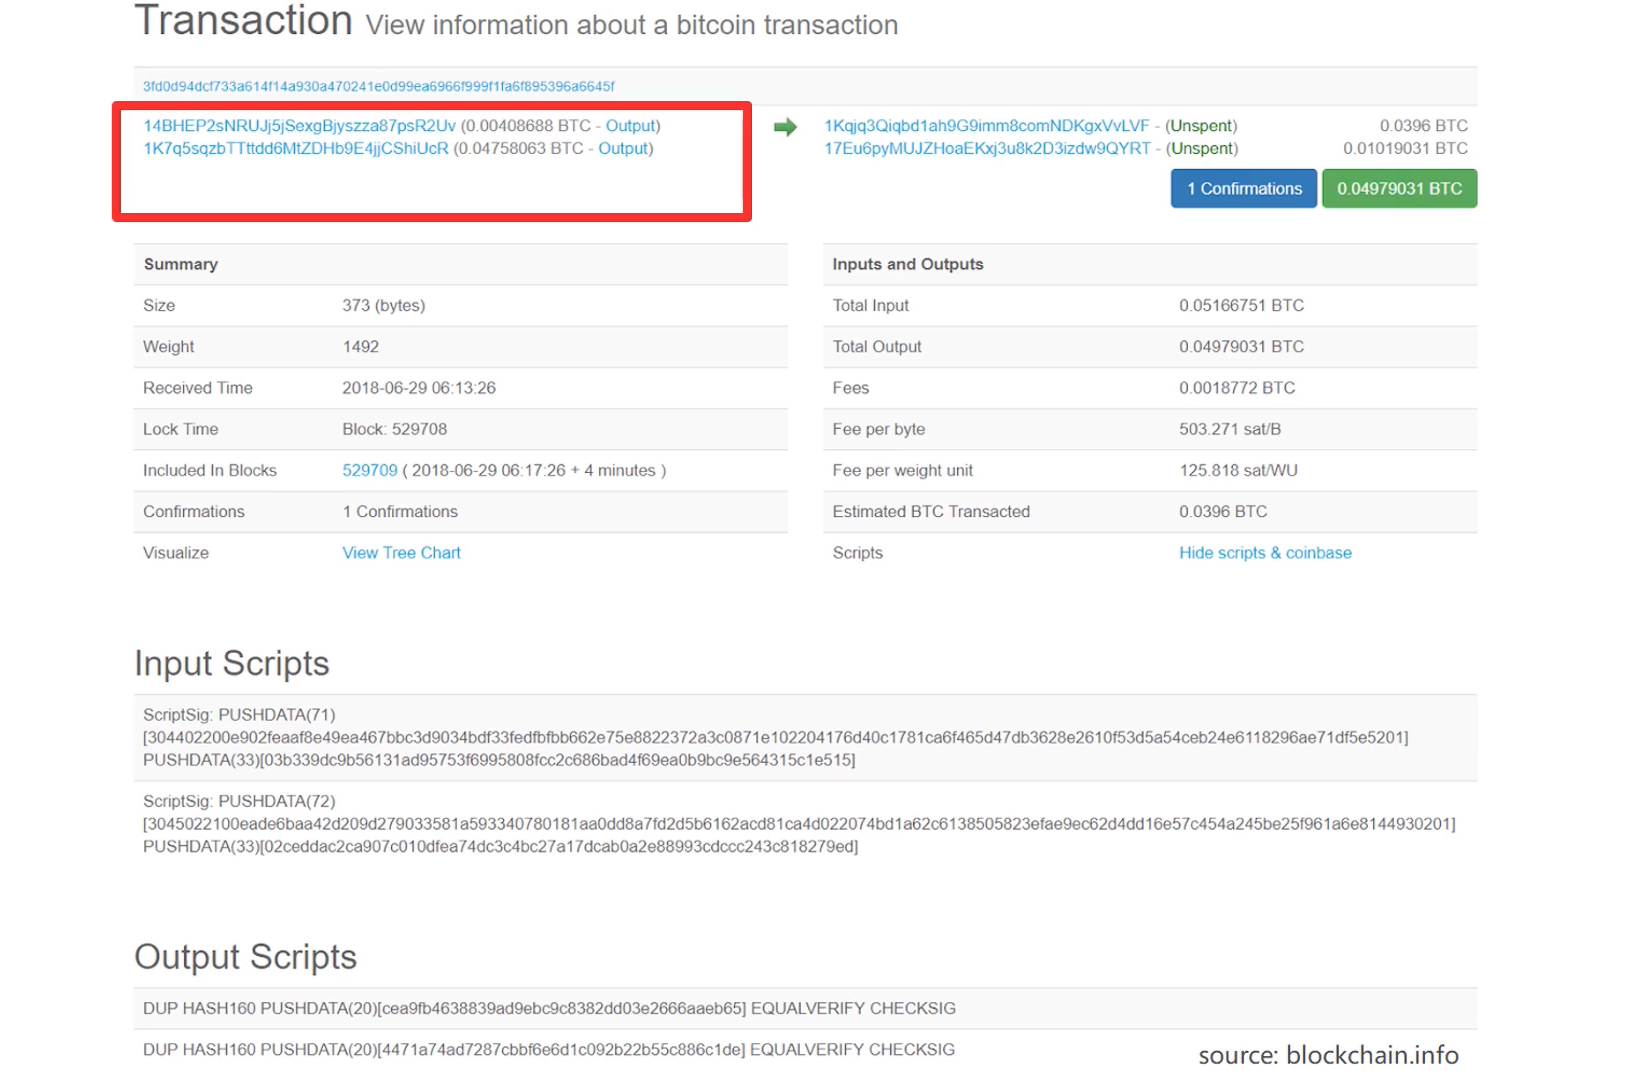 Transaction View information about a bitcoin transaction
3fd0d94dcf733a614f14a930a470241e0d99ea6966f999f1fa6f895396a6645f
14BHEP2sNRUJj5jSexgBjyszza87psR2Uv (0.00408688 BTC - Output)
1K7q5sqzbTTttdd6MtZDHb9E4jjCShiUcR (0.04758063 BTC - Output)
1Kqjq3Qiqbd1ah9G9imm8comNDKgxVvLVF - (Unspent) 0.0396 BTC
17Eu6pyMUJZHoaEKxj3u8k2D3izdw9QYRT - (Unspent) 0.01019031 BTC
1 Confirmations 0.04979031 BTC
Summary
Size 373 (bytes)
Weight 1492
Received Time 2018-06-29 06:13:26
Lock Time Block: 529708
Included In Blocks 529709 ( 2018-06-29 06:17:26 + 4 minutes )
Confirmations 1 Confirmations
Visualize View Tree Chart
Inputs and Outputs
Total Input 0.05166751 BTC
Total Output 0.04979031 BTC
Fees 0.0018772 BTC
Fee per byte 503.271 sat/B
Fee per weight unit 125.818 sat/WU
Estimated BTC Transacted 0.0396 BTC
Scripts Hide scripts & coinbase
Input Scripts
ScriptSig: PUSHDATA(71)
[304402200e902feaaf8e49ea467bbc3d9034bdf33fedfbfbb662e75e8822372a3c0871e102204176d40c1781ca6f465d47db3628e2610f53d5a54ceb24e6118296ae71df5e5201]
PUSHDATA(33)[03b339dc9b56131ad95753f6995808fcc2c686bad4f69ea0b9bc9e564315c1e515]
ScriptSig: PUSHDATA(72)
[3045022100eade6baa42d209d279033581a593340780181aa0dd8a7fd2d5b6162acd81ca4d022074bd1a62c6138505823efae9ec62d4dd16e57c454a245be25f961a6e8144930201]
PUSHDATA(33)[02ceddac2ca907c010dfea74dc3c4bc27a17dcab0a2e88993cdccc243c818279ed]
Output Scripts
DUP HASH160 PUSHDATA(20)[cea9fb4638839ad9ebc9c8382dd03e2666aaeb65] EQUALVERIFY CHECKSIG
DUP HASH160 PUSHDATA(20)[4471a74ad7287cbbf6e6d1c092b22b55c886c1de] EQUALVERIFY CHECKSIG
source: blockchain.info